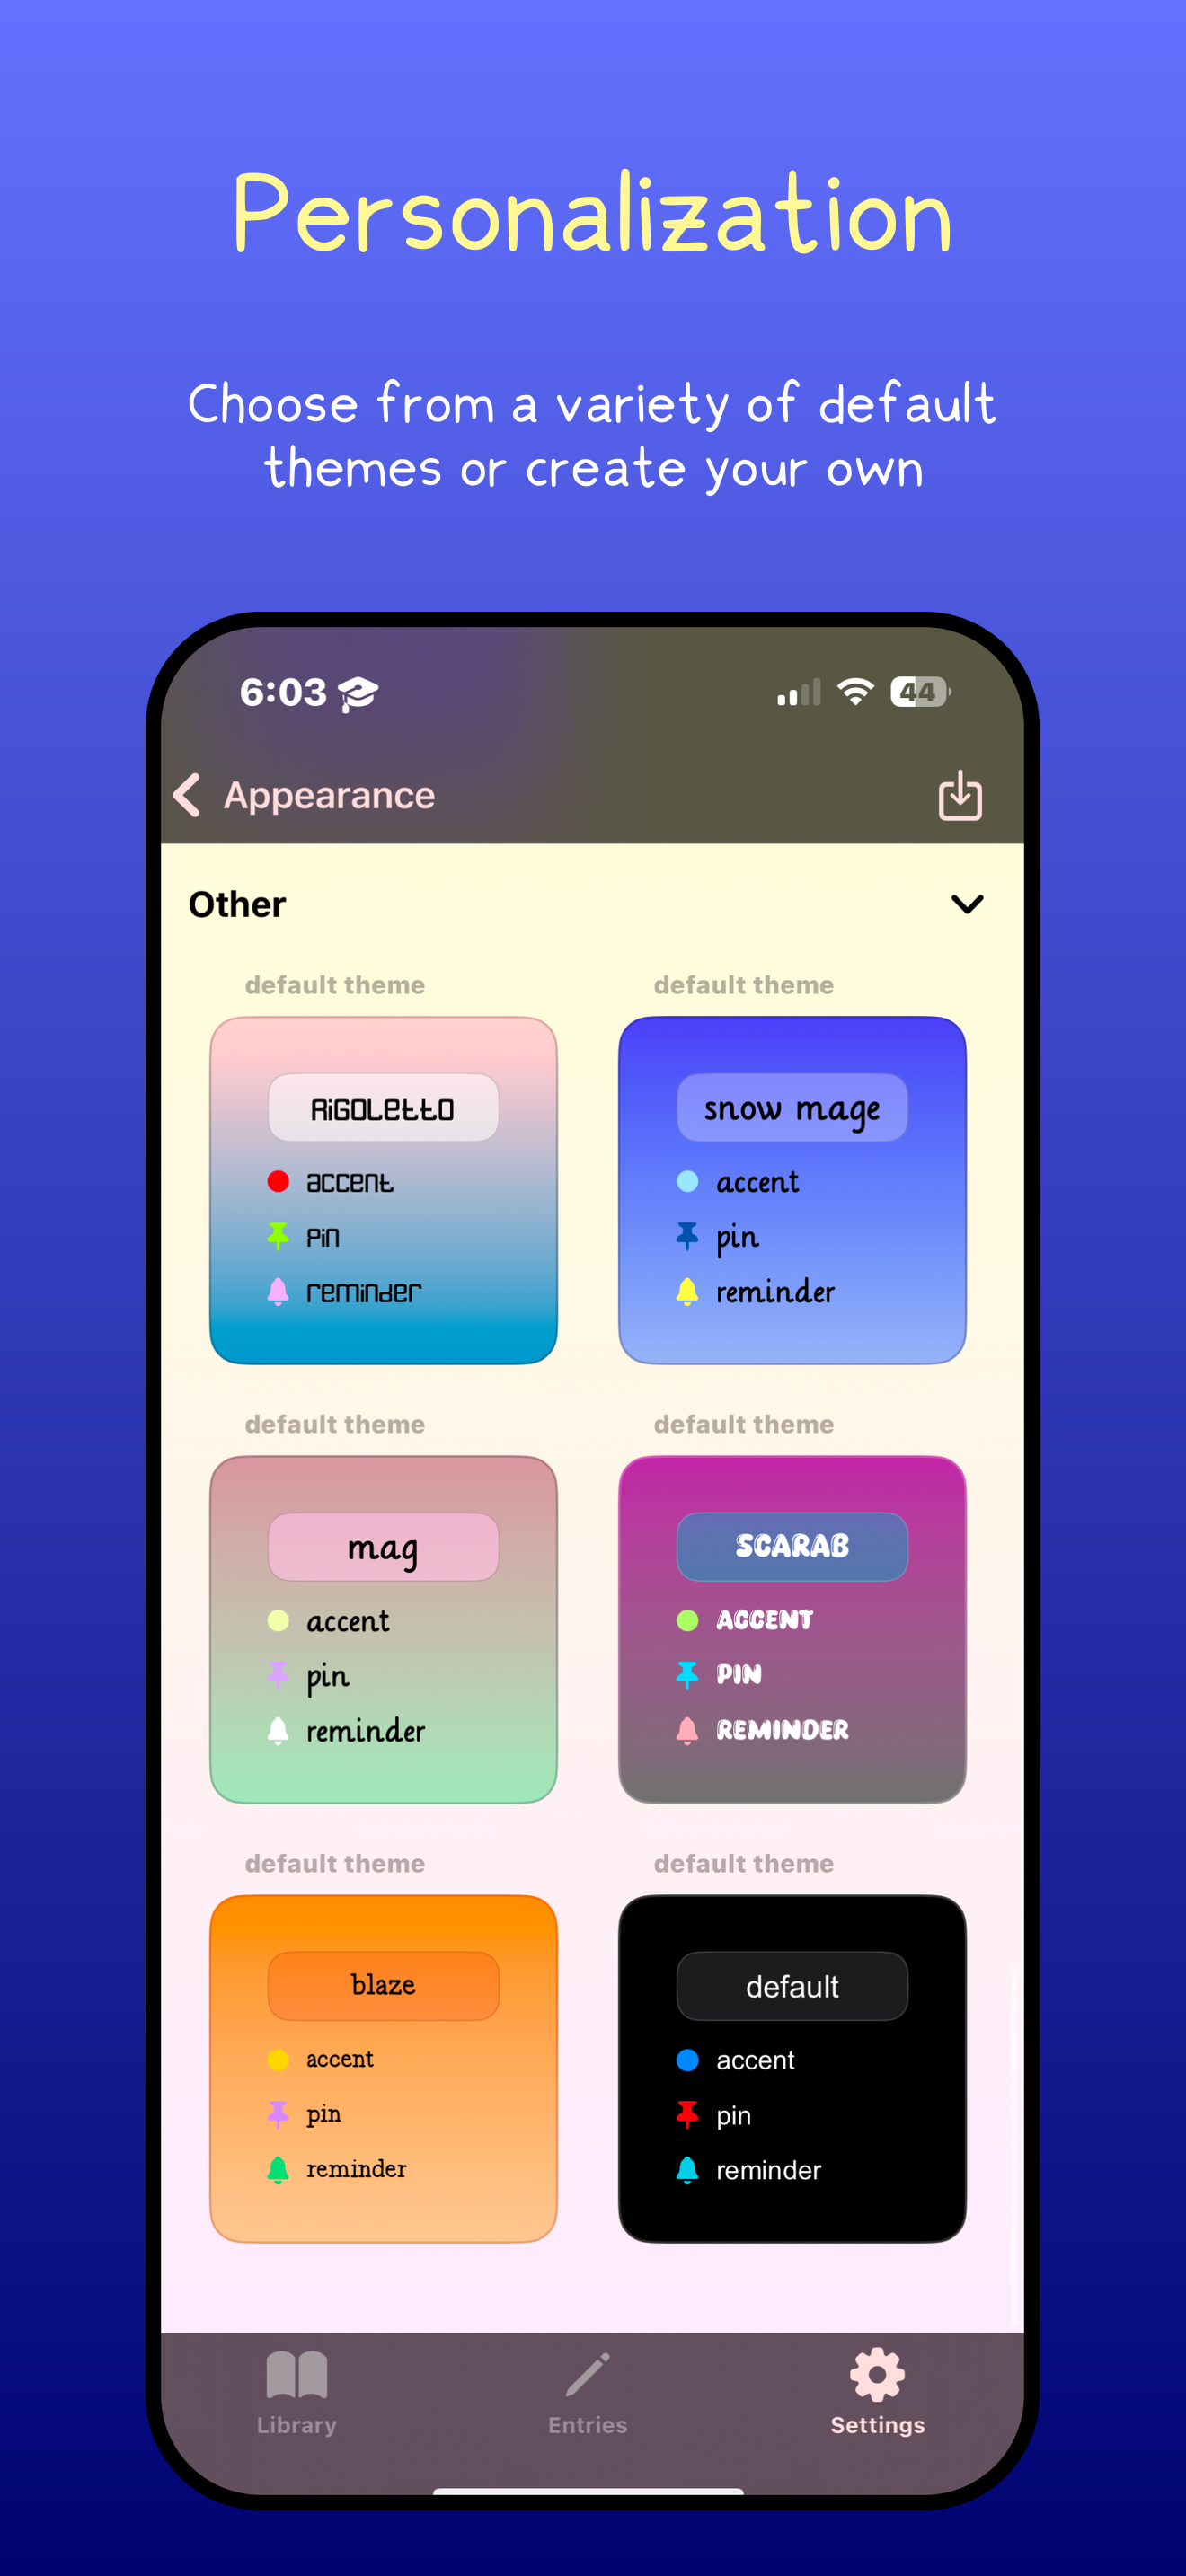 Personalization
Choose from a variety of default
themes or create your own
6:03
44
Appearance
Other
default theme
default theme
RiGOLettO
snow mage
accent
accent
PiN
pin
reminder
reminder
default theme
default theme
mag
SCARAB
accent
ACCENT
pin
PIN
reminder
REMINDER
default theme
default theme
blaze
default
accent
accent
pin
pin
reminder
reminder
Library
Entries
Settings